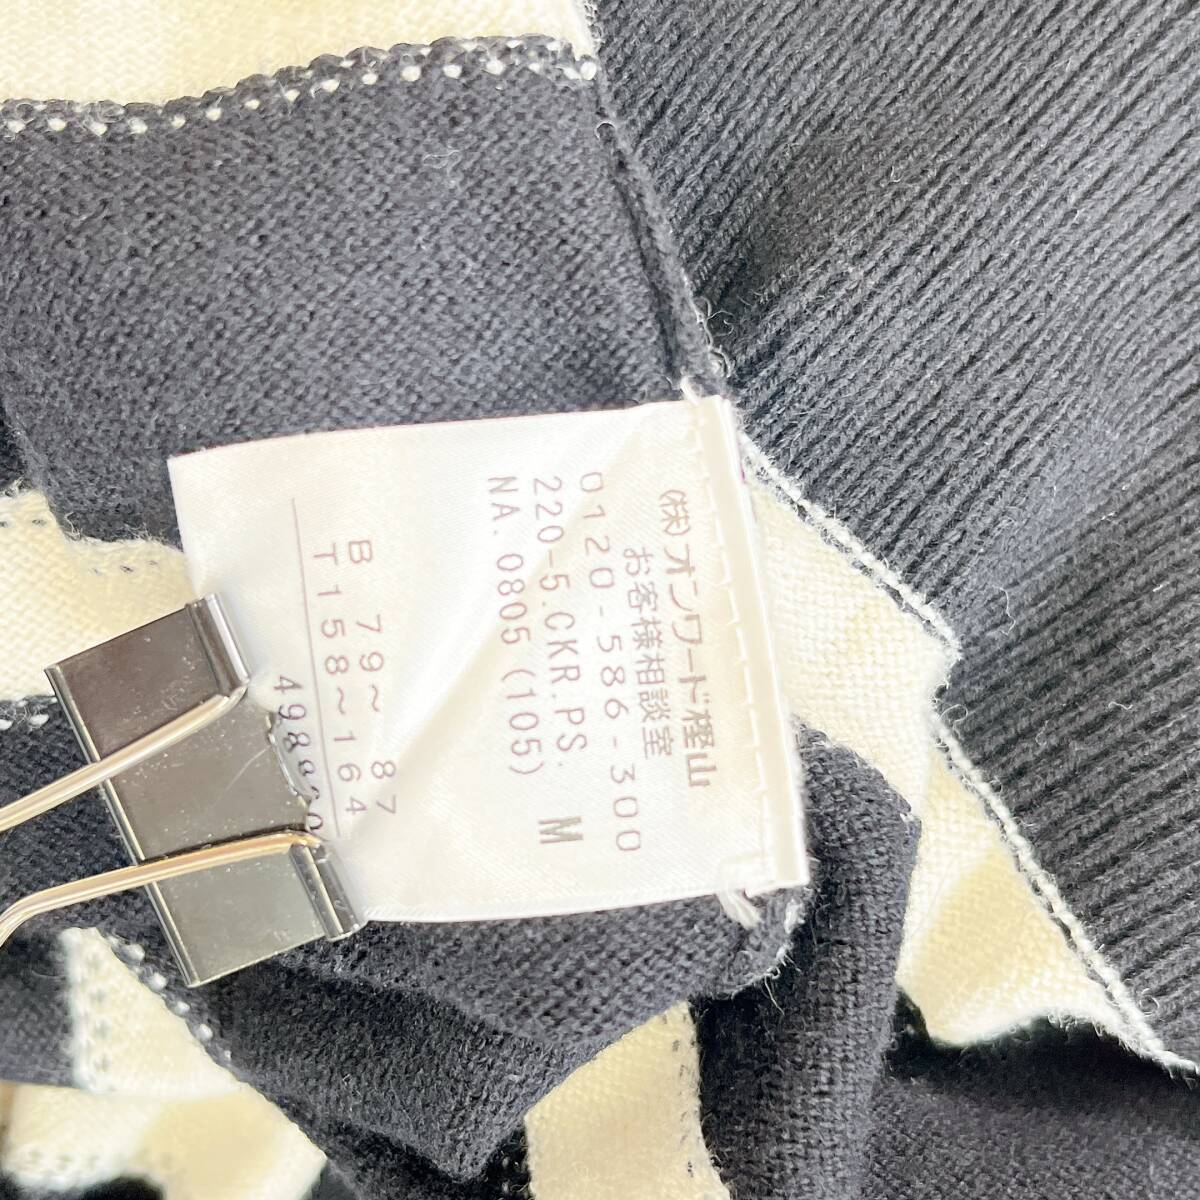 ㈱オンワード樫山
お客様相談室
0120-586-300
220-5.CKR.PS. M
NA.0805(105)
B 79~ 87
T158~164